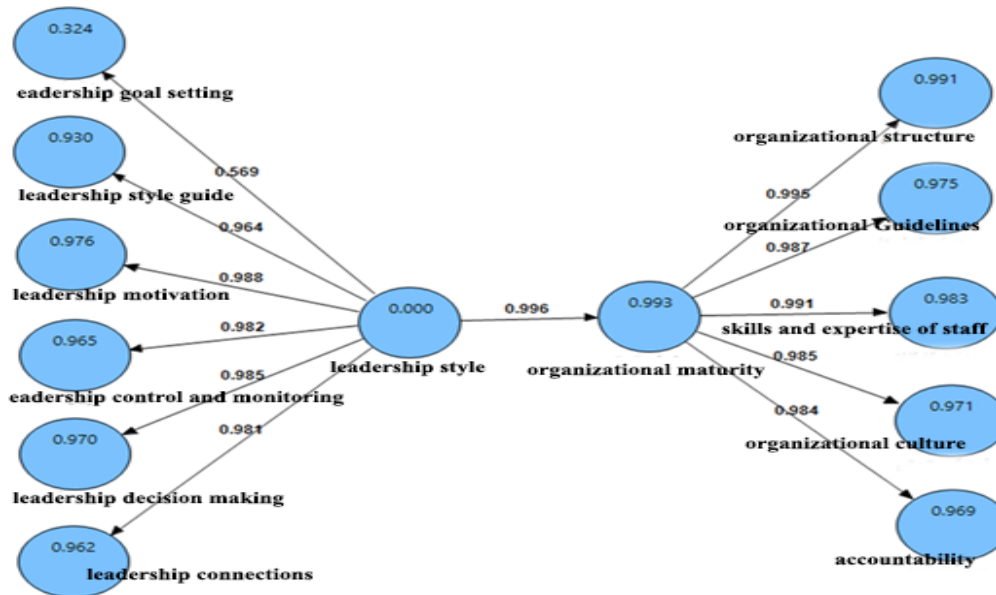 0.324
eadership goal setting
0.930
leadership style guide
0.976
leadership motivation
0.965
eadership control and monitoring
0.970
leadership decision making
0.962
leadership connections
0.569
0.964
0.988
0.982
0.985
0.981
0.000
leadership style
0.996
0.993
organizational maturity
0.995
0.987
0.991
0.985
0.984
0.991
organizational structure
0.975
organizational Guidelines
0.983
skills and expertise of staff
0.971
organizational culture
0.969
accountability